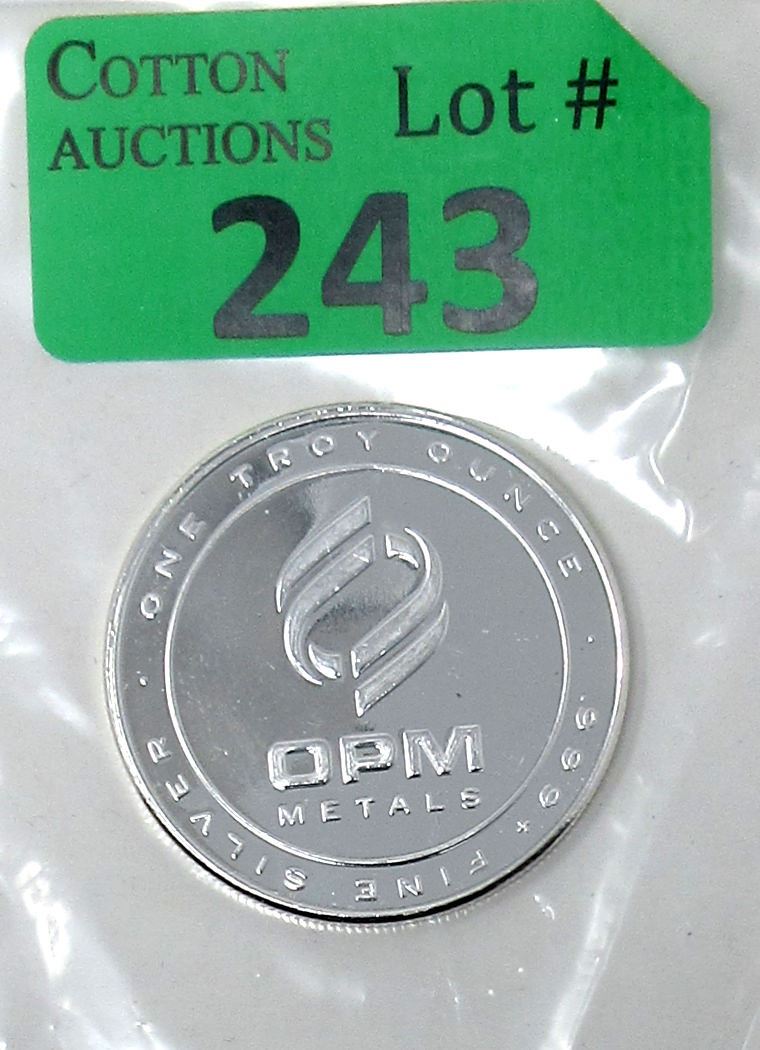 COTTON
AUCTIONS
Lot #
243
ONE TROY OUNCE · .999+ FINE SILVER ·
OPM
METALS